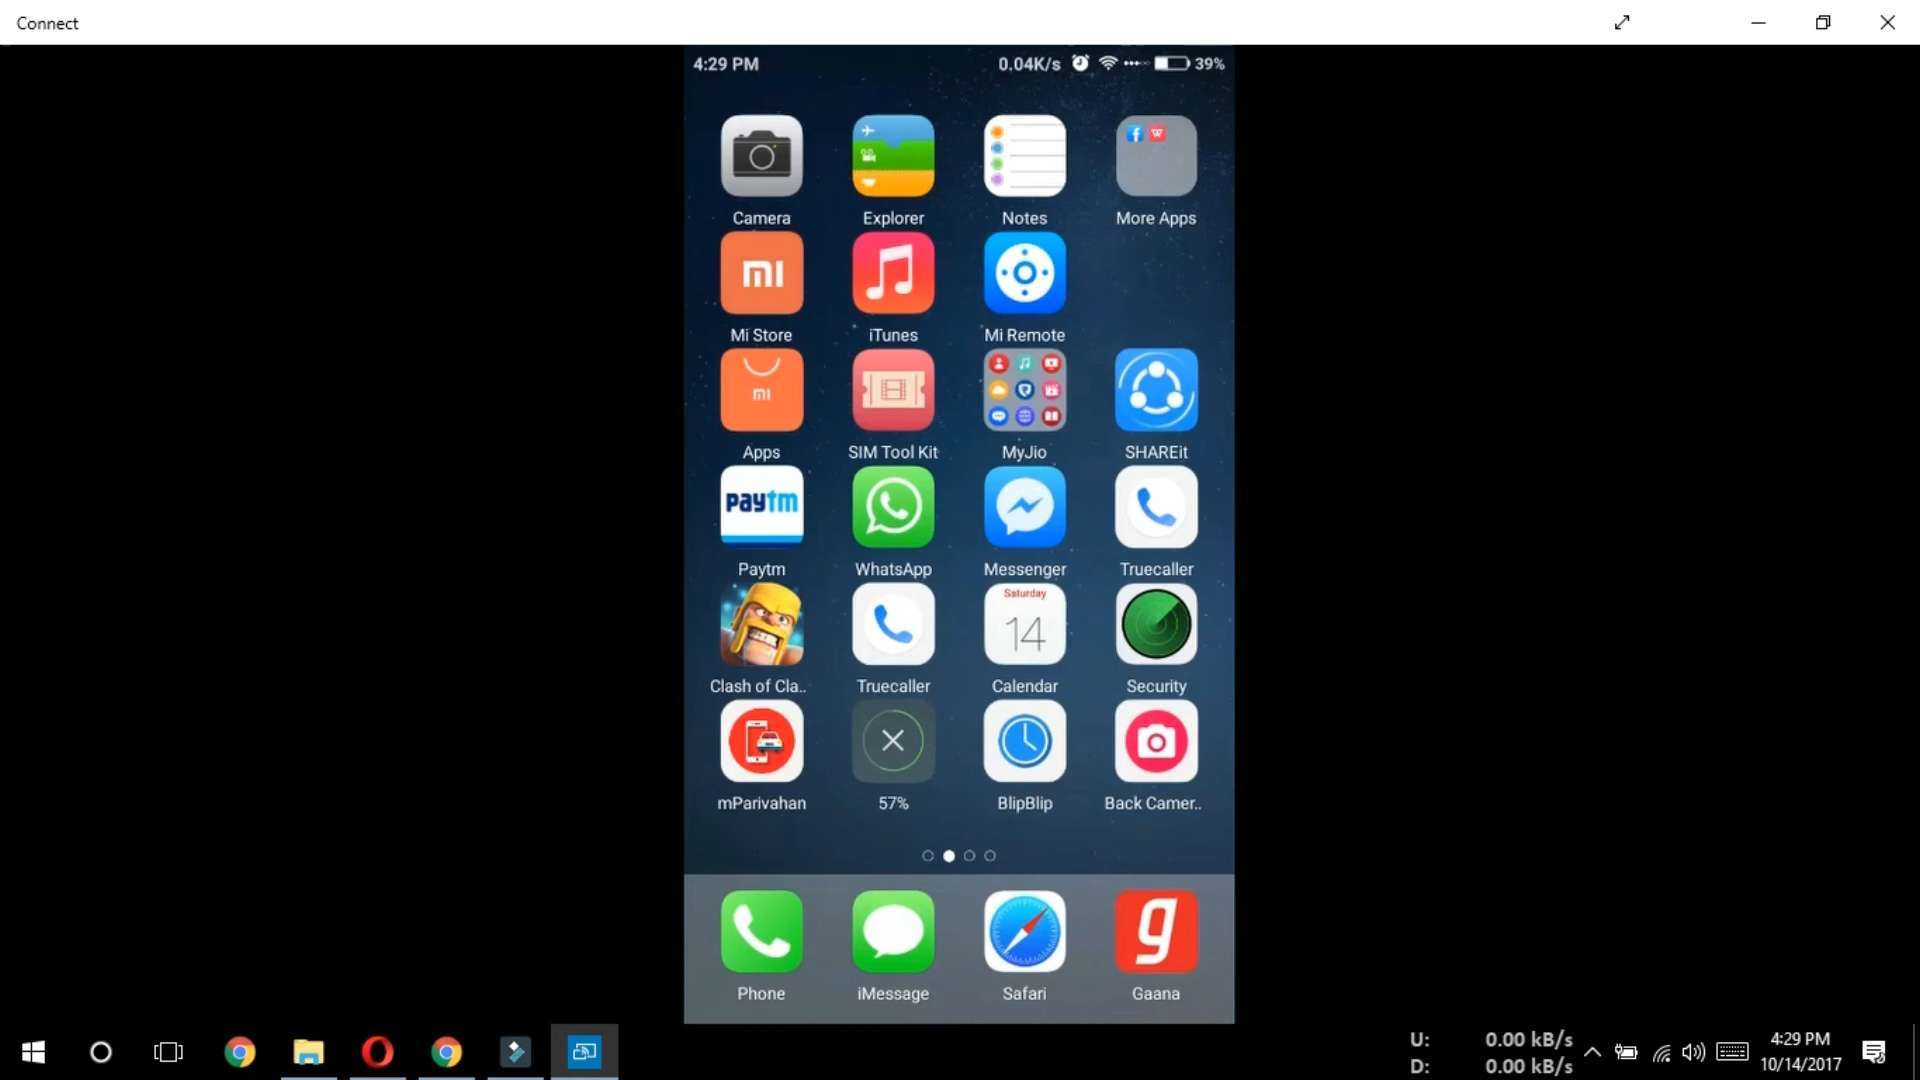 Connect
4:29 PM 0.04K/s 39%
Camera Explorer Notes More Apps
mi
Mi Store iTunes Mi Remote
mi
Apps SIM Tool Kit MyJio SHAREit
paytm
Paytm WhatsApp Messenger Truecaller
Saturday
14
Clash of Cla.. Truecaller Calendar Security
mParivahan 57% BlipBlip Back Camer..
g
Phone iMessage Safari Gaana
U: 0.00 kB/s
D: 0.00 kB/s
4:29 PM
10/14/2017